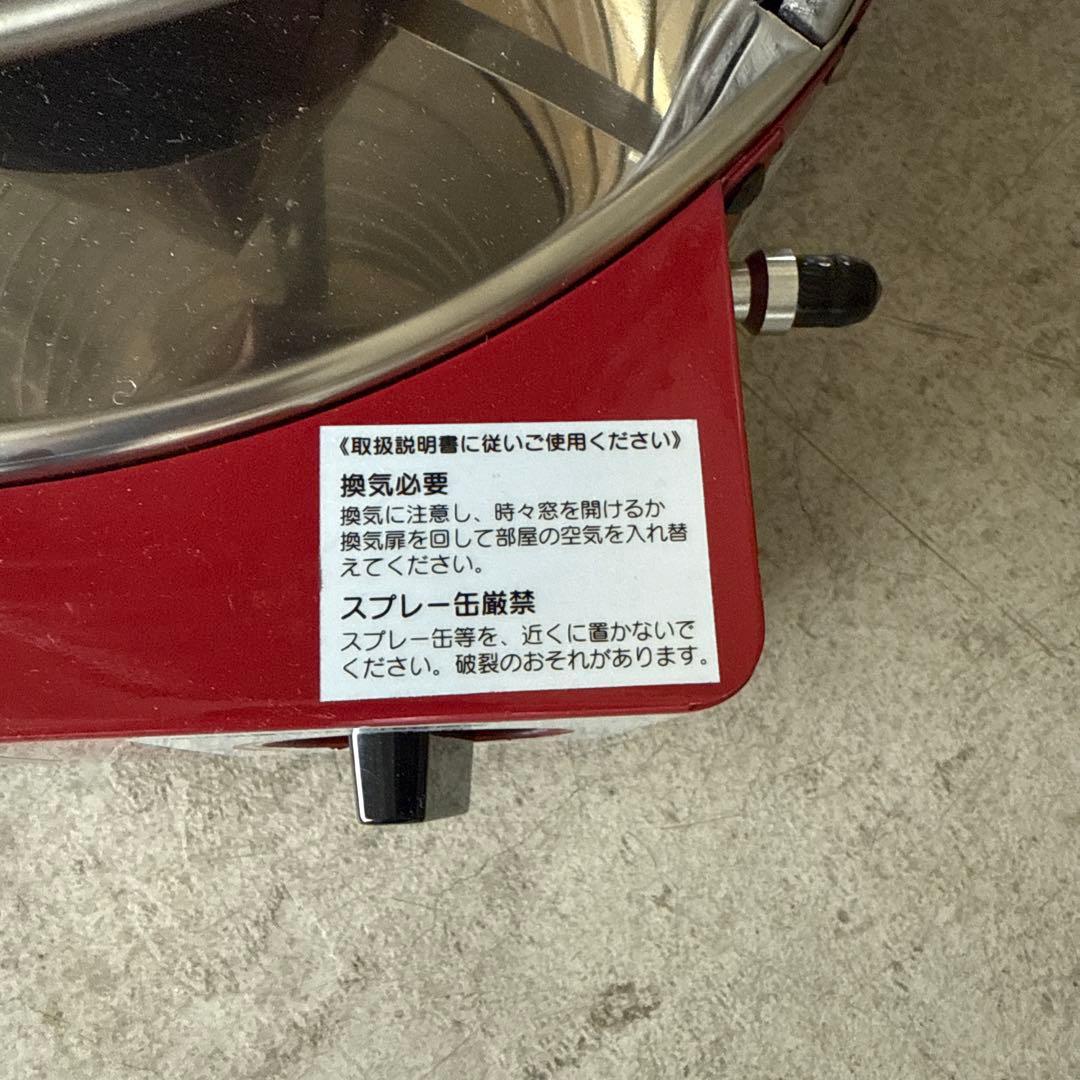 《取扱説明書に従いご使用ください》
換気必要
換気に注意し、時々窓を開けるか
換気扉を回して部屋の空気を入れ替
えてください。
スプレー缶厳禁
スプレー缶等を、近くに置かないで
ください。破裂のおそれがあります。